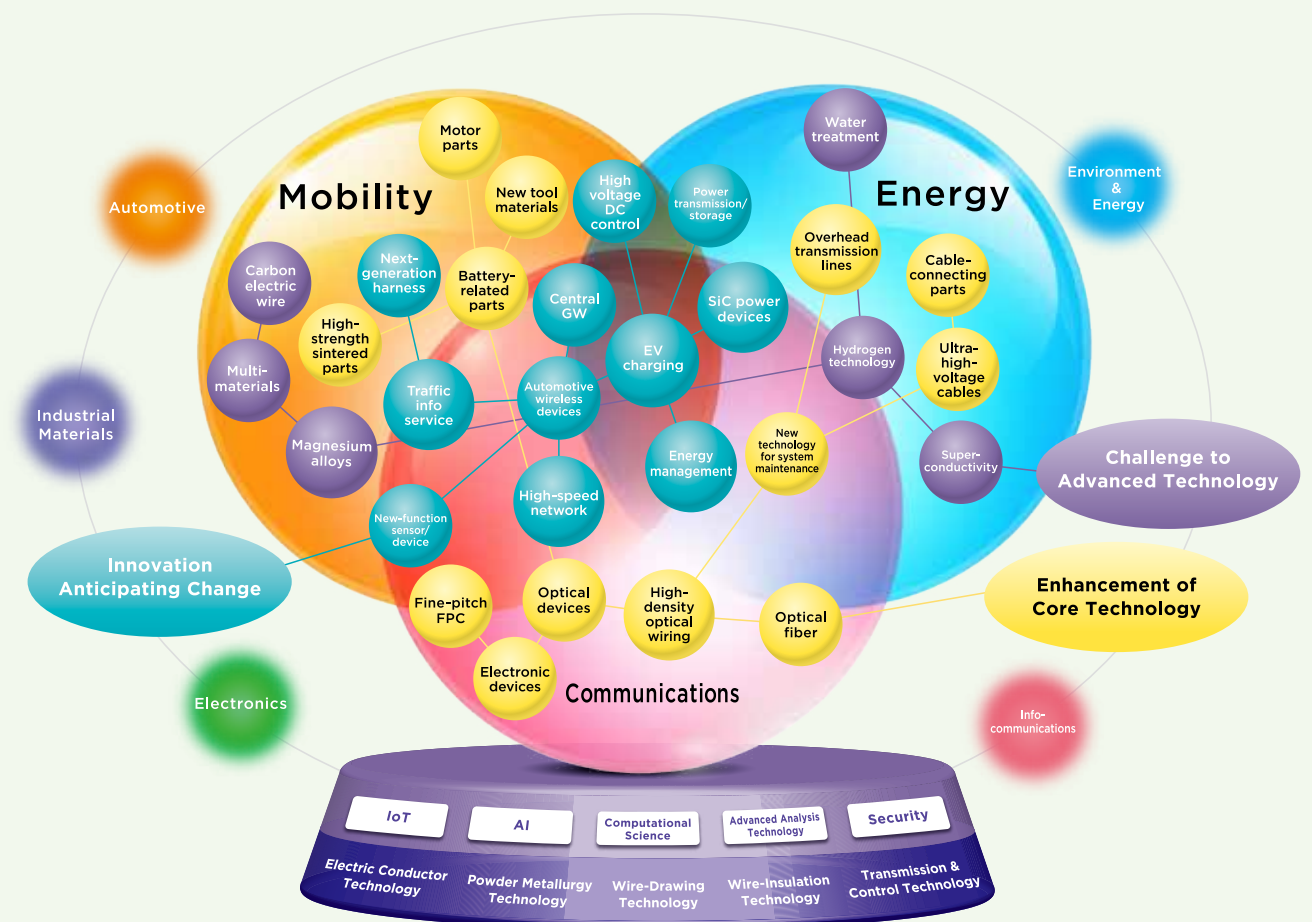 Motor
parts
Water
treatment
Mobility
Energy
New tool
materials
High
voltage
DC
control
Power
transmission/
storage
Automotive
Environment
&
Energy
Next-
generation
harness
Battery-
related
parts
Overhead
transmission
lines
Cable-
connecting
parts
Carbon
electric
wire
Central
GW
SiC power
devices
High-
strength
sintered
parts
EV
charging
Hydrogen
technology
Ultra-
high-
voltage
cables
Multi-
materials
Traffic
info
service
Automotive
wireless
devices
Industrial
Materials
Magnesium
alloys
Energy
management
New
technology
for system
maintenance
Super-
conductivity
Challenge to
Advanced Technology
High-speed
network
New-function
sensor/
device
Innovation
Anticipating Change
Enhancement of
Core Technology
Fine-pitch
FPC
Optical
devices
High-
density
optical
wiring
Optical
fiber
Electronic
devices
Communications
Electronics
Info-
communications
IoT
AI
Computational
Science
Advanced Analysis
Technology
Security
Electric Conductor
Technology
Powder Metallurgy
Technology
Wire-Drawing
Technology
Wire-Insulation
Technology
Transmission &
Control Technology